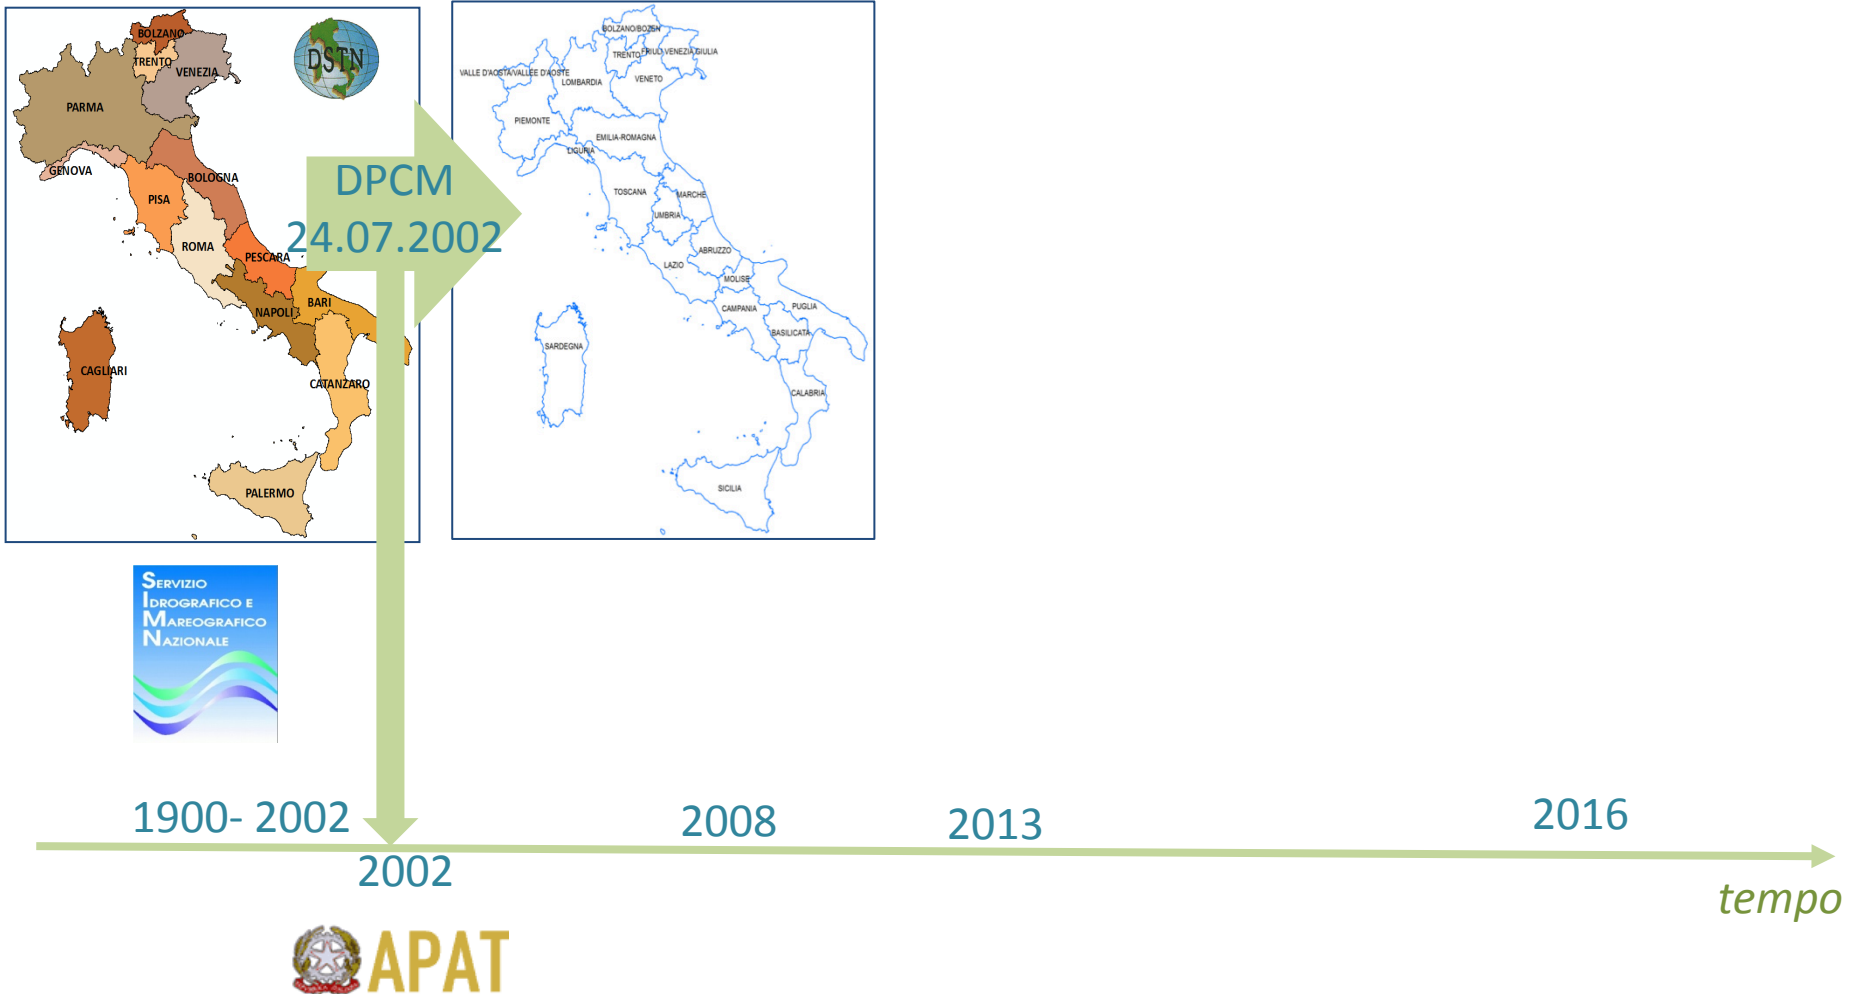 BOLZANO
TRENTO
VENEZIA
PARMA
GENOVA
BOLOGNA
PISA
ROMA
PESCARA
BARI
NAPOLI
CAGLIARI
CATANZARO
PALERMO
DSTN
DPCM
24.07.2002
BOLZANO/BOZEN
TRENTO
FRIULI VENEZIA GIULIA
VALLE D'AOSTA/VALLÉE D'AOSTE
LOMBARDIA
VENETO
PIEMONTE
EMILIA-ROMAGNA
LIGURIA
TOSCANA
MARCHE
UMBRIA
ABRUZZO
LAZIO
MOLISE
CAMPANIA
PUGLIA
BASILICATA
SARDEGNA
CALABRIA
SICILIA
SERVIZIO
IDROGRAFICO E
MAREOGRAFICO
NAZIONALE
1900- 2002
2008
2013
2016
2002
tempo
APAT